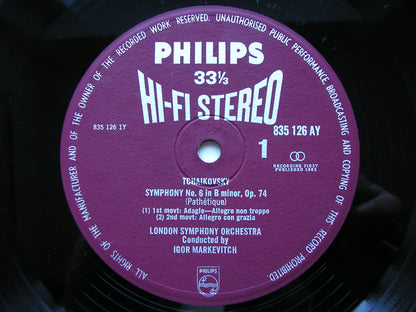 ALL RIGHTS OF THE MANUFACTURER AND OF THE OWNER OF THE RECORDED WORK RESERVED. UNAUTHORISED PUBLIC PERFORMANCE, BROADCASTING AND COPYING OF THIS RECORD PROHIBITED.
PHILIPS
33⅓
HI-FI STEREO
835 126 1Y
835 126 AY
1
RECORDING FIRST
PUBLISHED 1963
TCHAIKOVSKY
SYMPHONY No. 6 in B minor, Op. 74
(Pathétique)
(1) 1st movt: Adagio—Allegro non troppo
(2) 2nd movt: Allegro con grazia
LONDON SYMPHONY ORCHESTRA
Conducted by
IGOR MARKEVITCH
PHILIPS